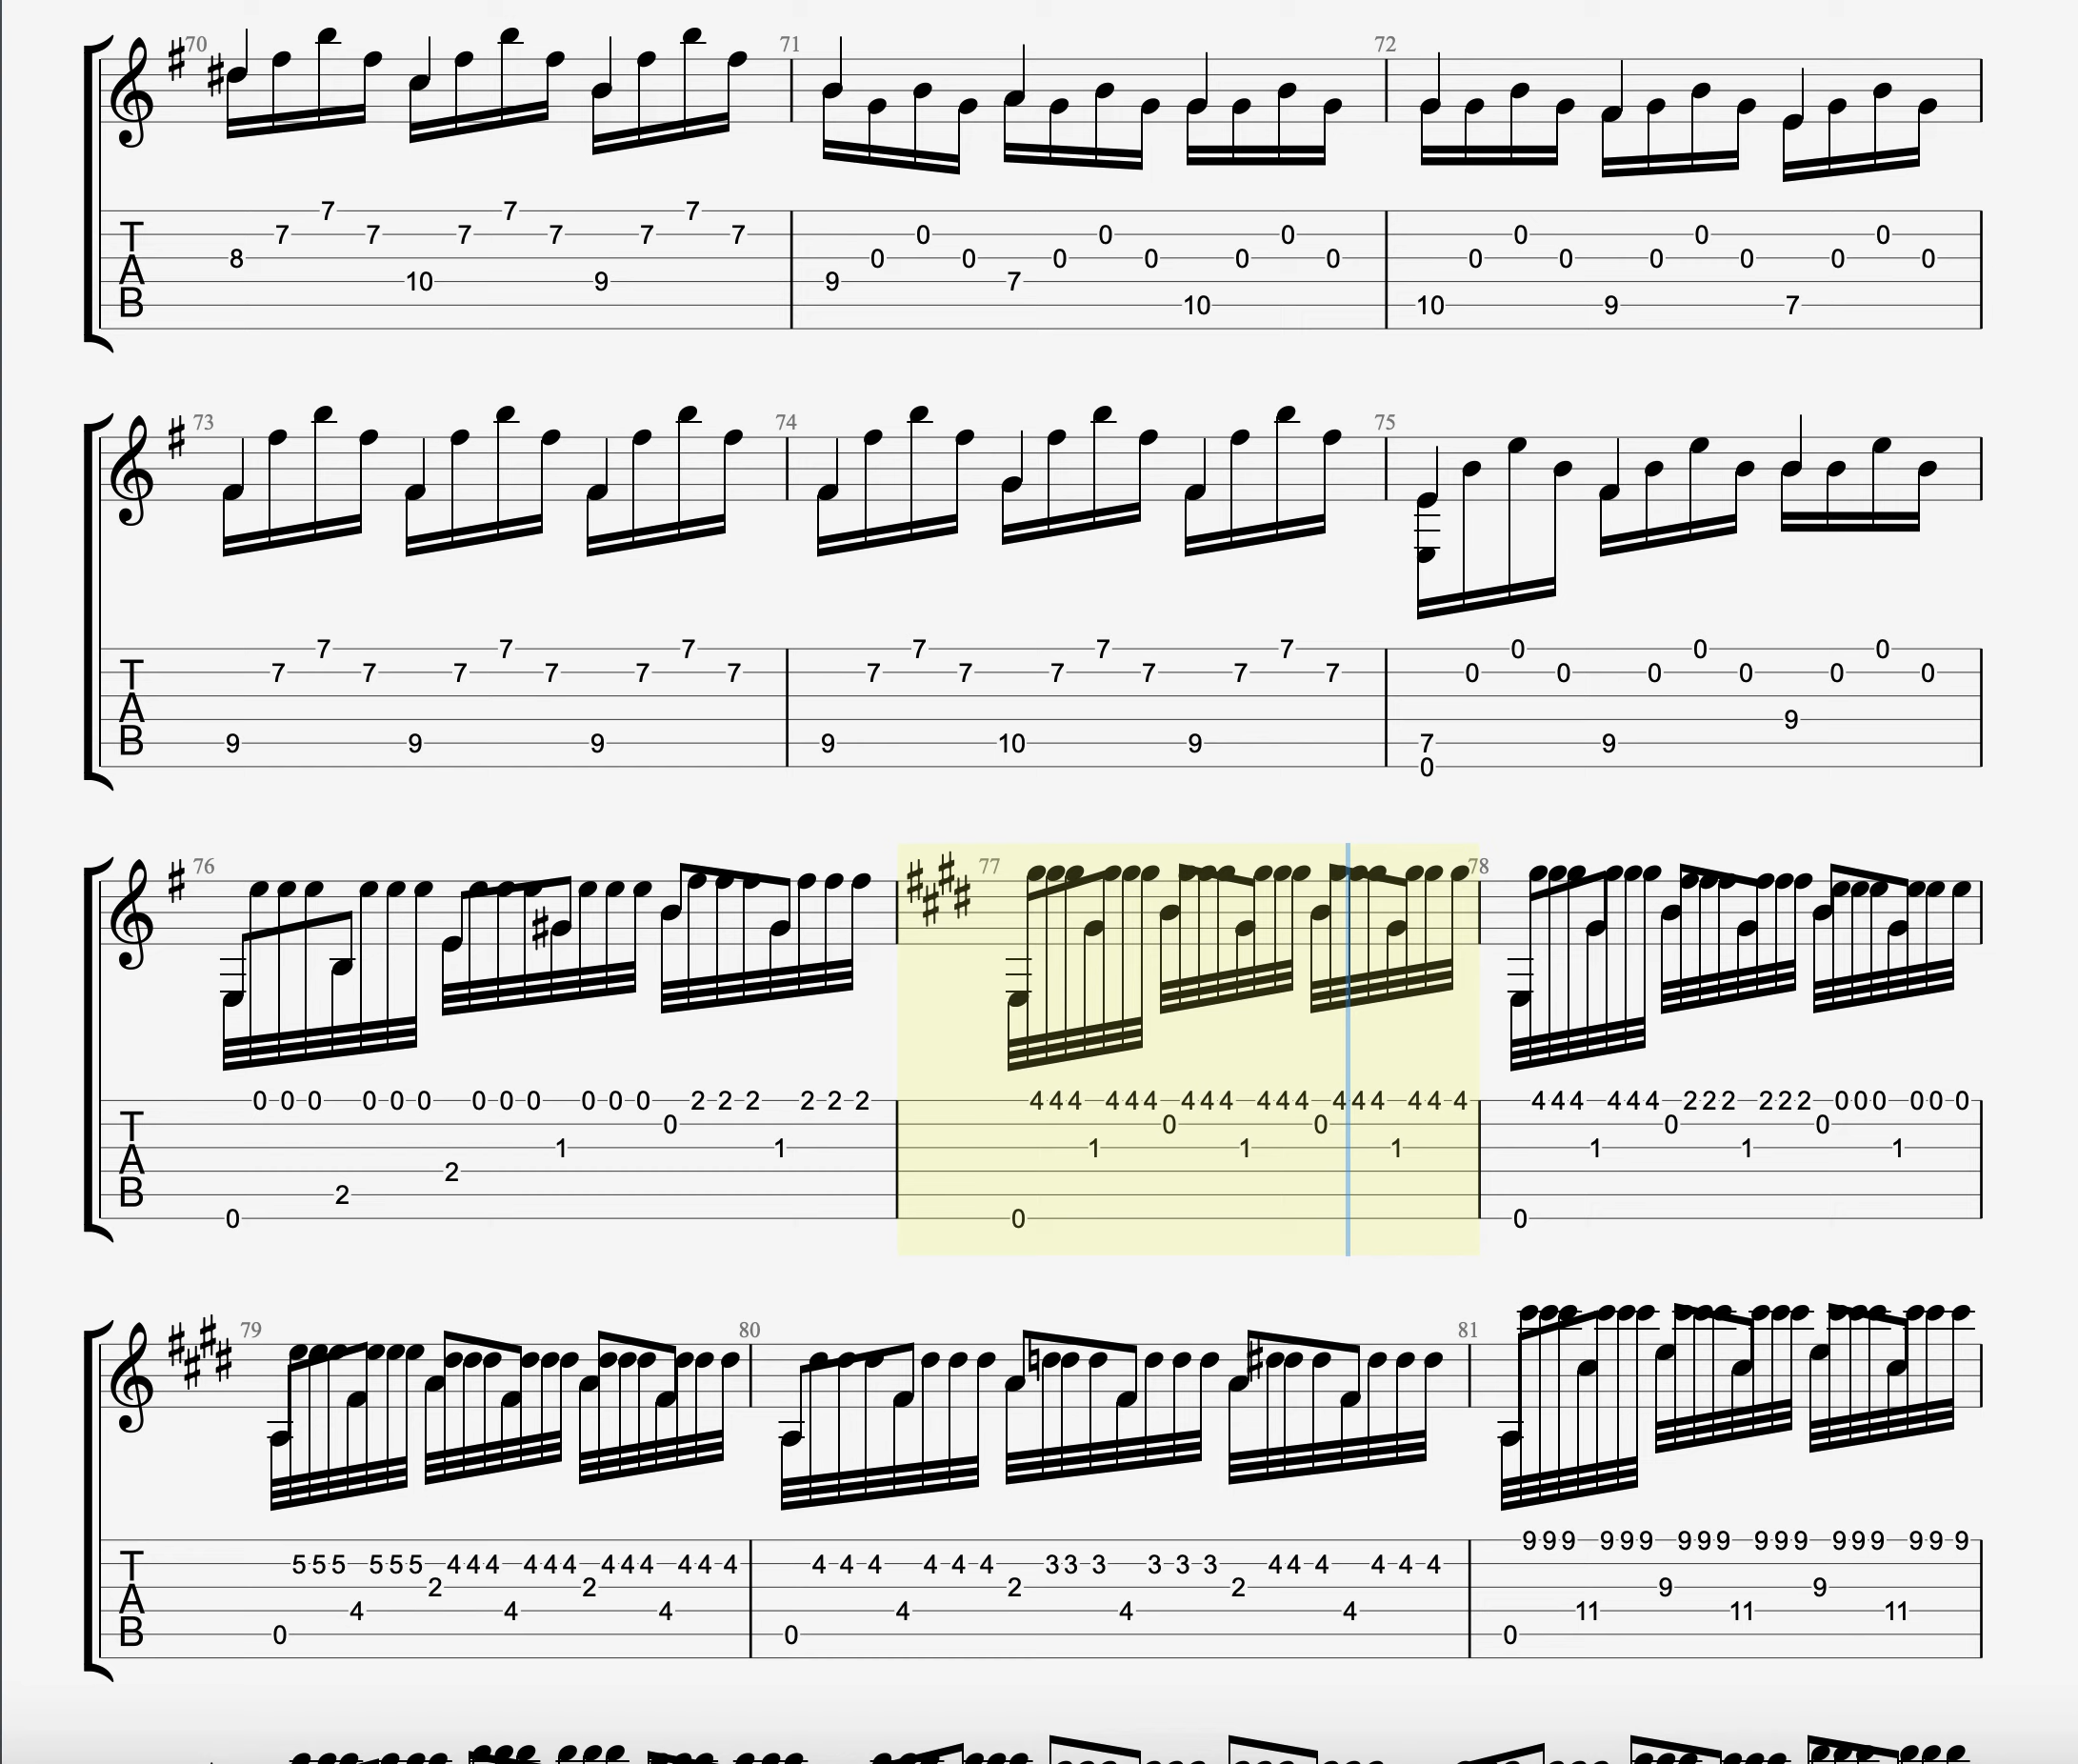 70 71 72
7 7 7 0 0 0 0 0 0
T 7 7 7 7 7 7 0 0 0 0 0 0 0 0 0 0 0 0
8
A 10 9 9 7
B 10 10 9 7
73 74 75
7 7 7 7 7 7 0 0 0
T 7 7 7 7 7 7 7 7 7 7 7 7 0 0 0 0 0 0
A 9
B 9 9 9 9 10 9 7 9
0
76 77 78
0 0 0 0 0 0 0 0 0 0 0 0 2 2 2 2 2 2 4 4 4 4 4 4 4 4 4 4 4 4 4 4 4 4 4 4 4 4 4 4 4 4 2 2 2 2 2 2 0 0 0 0 0 0
T 0 0 0 0 0
1 1 1 1 1 1 1 1
A 2
B 2
0 0 0
79 80 81
9 9 9 9 9 9 9 9 9 9 9 9 9 9 9 9 9 9
T 5 5 5 5 5 5 4 4 4 4 4 4 4 4 4 4 4 4 4 4 4 4 4 4 3 3 3 3 3 3 4 4 4 4 4 4
2 2 2 2 9 9
A 4 4 4 4 4 4 11 11 11
B 0 0 0